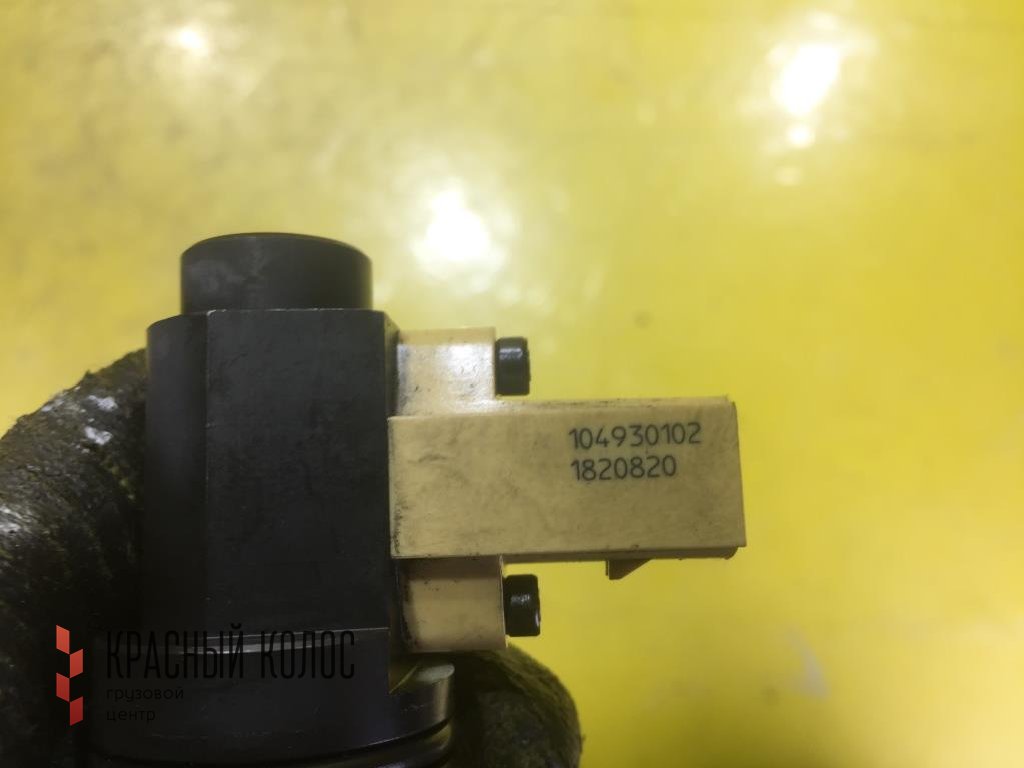 104930102
1820820
КРАСНЫЙ КОЛОС
грузовой
центр